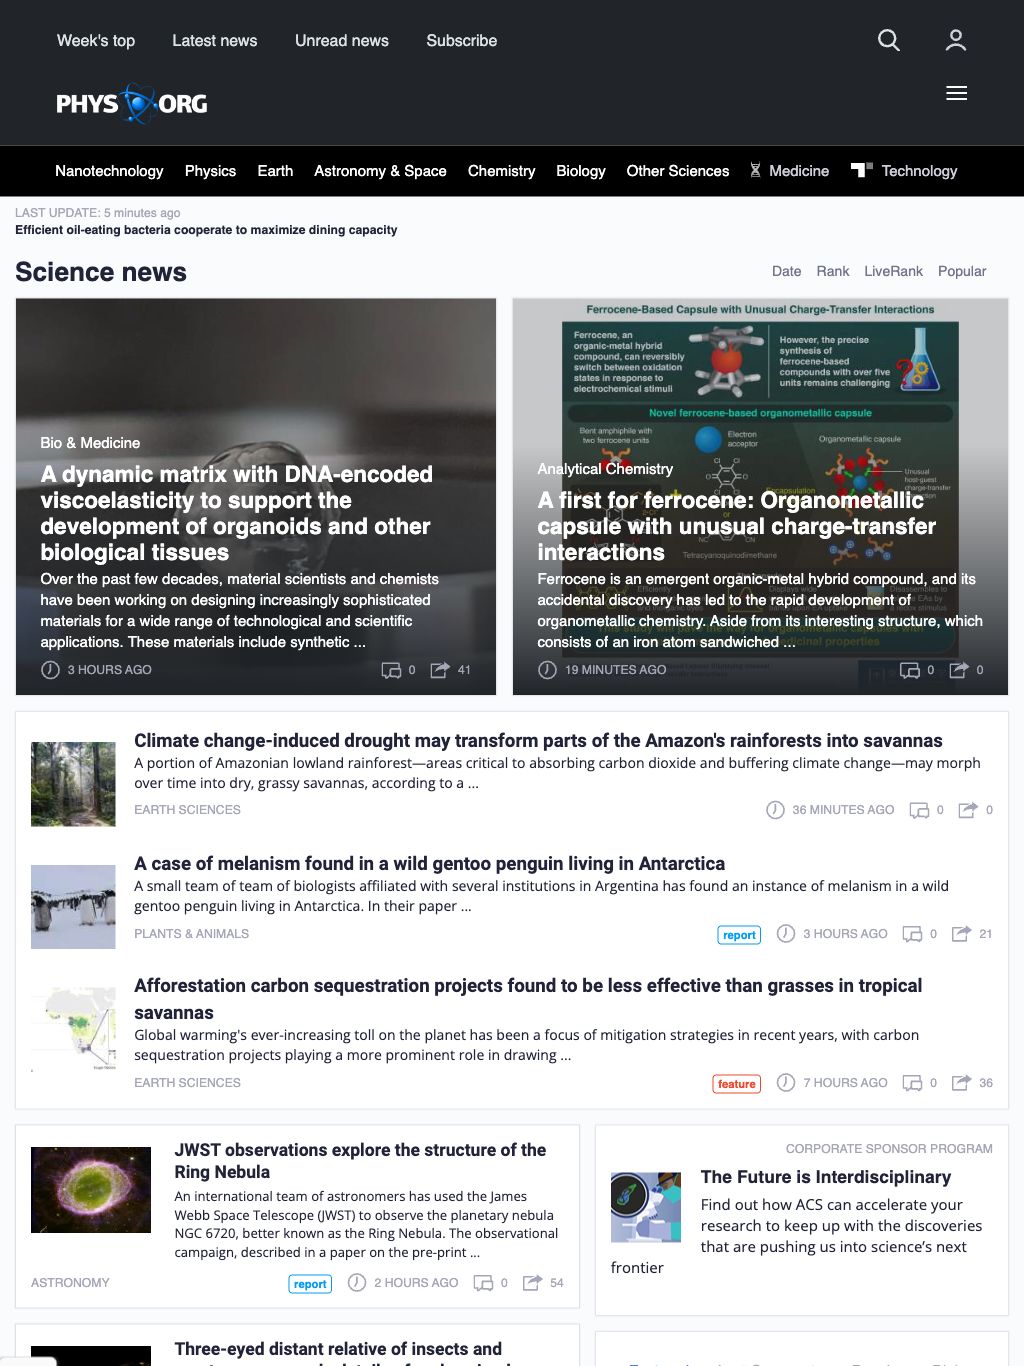 Week's top Latest news Unread news Subscribe
PHYS ORG
Nanotechnology Physics Earth Astronomy & Space Chemistry Biology Other Sciences Medicine Technology
LAST UPDATE: 5 minutes ago
Efficient oil-eating bacteria cooperate to maximize dining capacity
Science news
Date Rank LiveRank Popular
Bio & Medicine
A dynamic matrix with DNA-encoded
viscoelasticity to support the
development of organoids and other
biological tissues
Over the past few decades, material scientists and chemists
have been working on designing increasingly sophisticated
materials for a wide range of technological and scientific
applications. These materials include synthetic ...
3 HOURS AGO 0 41
Ferrocene-Based Capsule with Unusual Charge-Transfer Interactions
Ferrocene, an
organic-metal hybrid
compound, can reversibly
switch between oxidation
states in response to
electrochemical stimuli
However, the precise
synthesis of
ferrocene-based
compounds with over five
units remains challenging
Novel ferrocene-based organometallic capsule
Bent amphiphile with
two ferrocene units
Electron
acceptor
Organometallic capsule
Unusual
host-guest
charge-transfer
Encapsulation
Tetracyanoquinodimethane
Analytical Chemistry
A first for ferrocene: Organometallic
capsule with unusual charge-transfer
interactions
Ferrocene is an emergent organic-metal hybrid compound, and its
accidental discovery has led to the rapid development of
organometallic chemistry. Aside from its interesting structure, which
consists of an iron atom sandwiched ...
19 MINUTES AGO 0 0
Climate change-induced drought may transform parts of the Amazon's rainforests into savannas
A portion of Amazonian lowland rainforest—areas critical to absorbing carbon dioxide and buffering climate change—may morph
over time into dry, grassy savannas, according to a ...
EARTH SCIENCES 36 MINUTES AGO 0 0
A case of melanism found in a wild gentoo penguin living in Antarctica
A small team of team of biologists affiliated with several institutions in Argentina has found an instance of melanism in a wild
gentoo penguin living in Antarctica. In their paper ...
PLANTS & ANIMALS report 3 HOURS AGO 0 21
Afforestation carbon sequestration projects found to be less effective than grasses in tropical
savannas
Global warming's ever-increasing toll on the planet has been a focus of mitigation strategies in recent years, with carbon
sequestration projects playing a more prominent role in drawing ...
EARTH SCIENCES feature 7 HOURS AGO 0 36
JWST observations explore the structure of the
Ring Nebula
An international team of astronomers has used the James
Webb Space Telescope (JWST) to observe the planetary nebula
NGC 6720, better known as the Ring Nebula. The observational
campaign, described in a paper on the pre-print ...
ASTRONOMY report 2 HOURS AGO 0 54
CORPORATE SPONSOR PROGRAM
The Future is Interdisciplinary
Find out how ACS can accelerate your
research to keep up with the discoveries
that are pushing us into science's next
frontier
Three-eyed distant relative of insects and